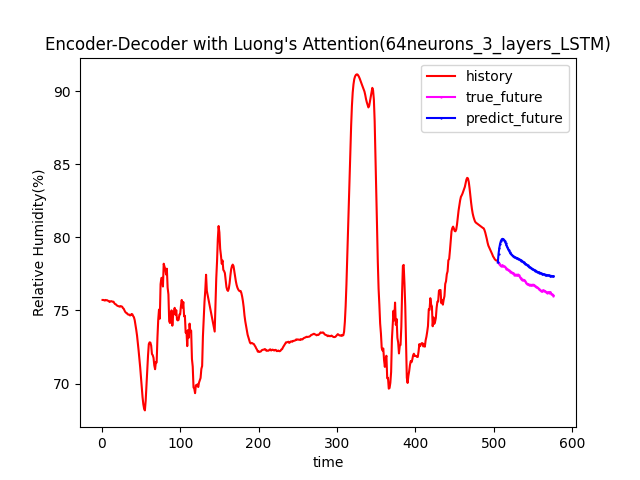 Encoder-Decoder with Luong's Attention(64neurons_3_layers_LSTM)
history
true_future
predict_future
Relative Humidity(%)
90
85
80
75
70
0 100 200 300 400 500 600
time